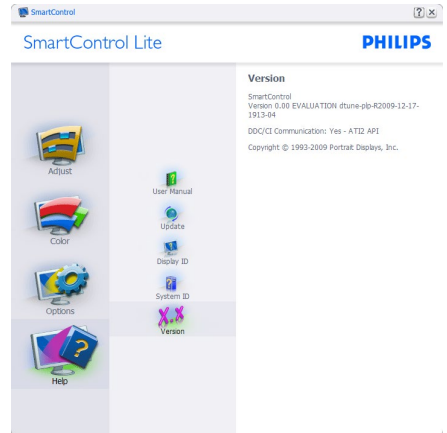 SmartControl
SmartControl Lite
PHILIPS
Adjust
Color
Options
Help
User Manual
Update
Display ID
System ID
X.X
Version
Version
SmartControl
Version 0.00 EVALUATION dtune-plp-R2009-12-17-
1913-04
DDC/CI Communication: Yes - ATI2 API
Copyright © 1993-2009 Portrait Displays, Inc.